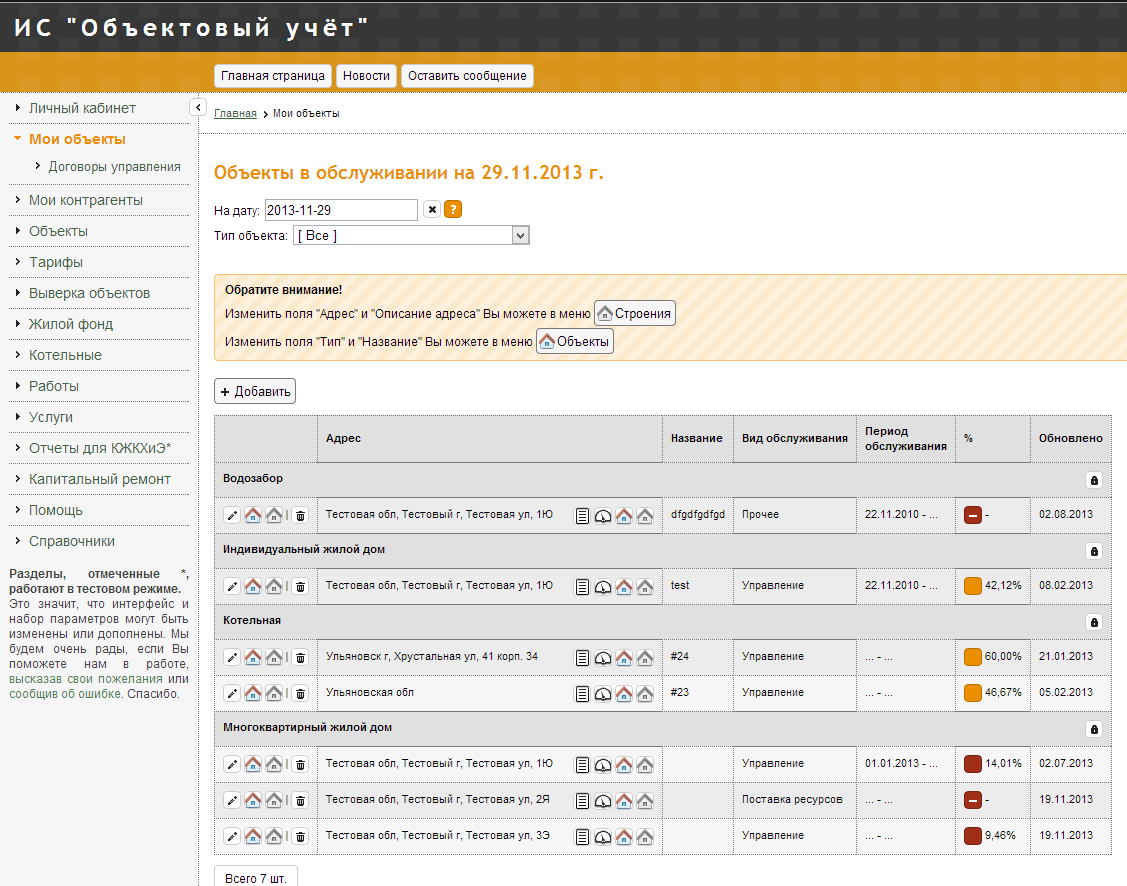 ИС "Объектовый учёт"
Главная страница Новости Оставить сообщение
Личный кабинет
Мои объекты
Договоры управления
Мои контрагенты
Объекты
Тарифы
Выверка объектов
Жилой фонд
Котельные
Работы
Услуги
Отчеты для КЖКХиЭ*
Капитальный ремонт
Помощь
Справочники
Разделы, отмеченные *,
работают в тестовом режиме.
Это значит, что интерфейс и
набор параметров могут быть
изменены или дополнены. Мы
будем очень рады, если Вы
поможете нам в работе,
высказав свои пожелания или
сообщив об ошибке. Спасибо.
Главная > Мои объекты
Объекты в обслуживании на 29.11.2013 г.
На дату: 2013-11-29 ?
Тип объекта: [ Все ]
Обратите внимание!
Изменить поля "Адрес" и "Описание адреса" Вы можете в меню Строения
Изменить поля "Тип" и "Название" Вы можете в меню Объекты
+ Добавить
Адрес Название Вид обслуживания Период обслуживания % Обновлено
Водозабор
Тестовая обл, Тестовый г, Тестовая ул, 1Ю dfgdfgdfgd Прочее 22.11.2010 - ... - 02.08.2013
Индивидуальный жилой дом
Тестовая обл, Тестовый г, Тестовая ул, 1Ю test Управление 22.11.2010 - ... 42,12% 08.02.2013
Котельная
Ульяновск г, Хрустальная ул, 41 корп. 34 #24 Управление ... - ... 60,00% 21.01.2013
Ульяновская обл #23 Управление ... - ... 46,67% 05.02.2013
Многоквартирный жилой дом
Тестовая обл, Тестовый г, Тестовая ул, 1Ю Управление 01.01.2013 - ... 14,01% 02.07.2013
Тестовая обл, Тестовый г, Тестовая ул, 2Я Поставка ресурсов ... - ... - 19.11.2013
Тестовая обл, Тестовый г, Тестовая ул, 3Э Управление ... - ... 9,46% 19.11.2013
Всего 7 шт.